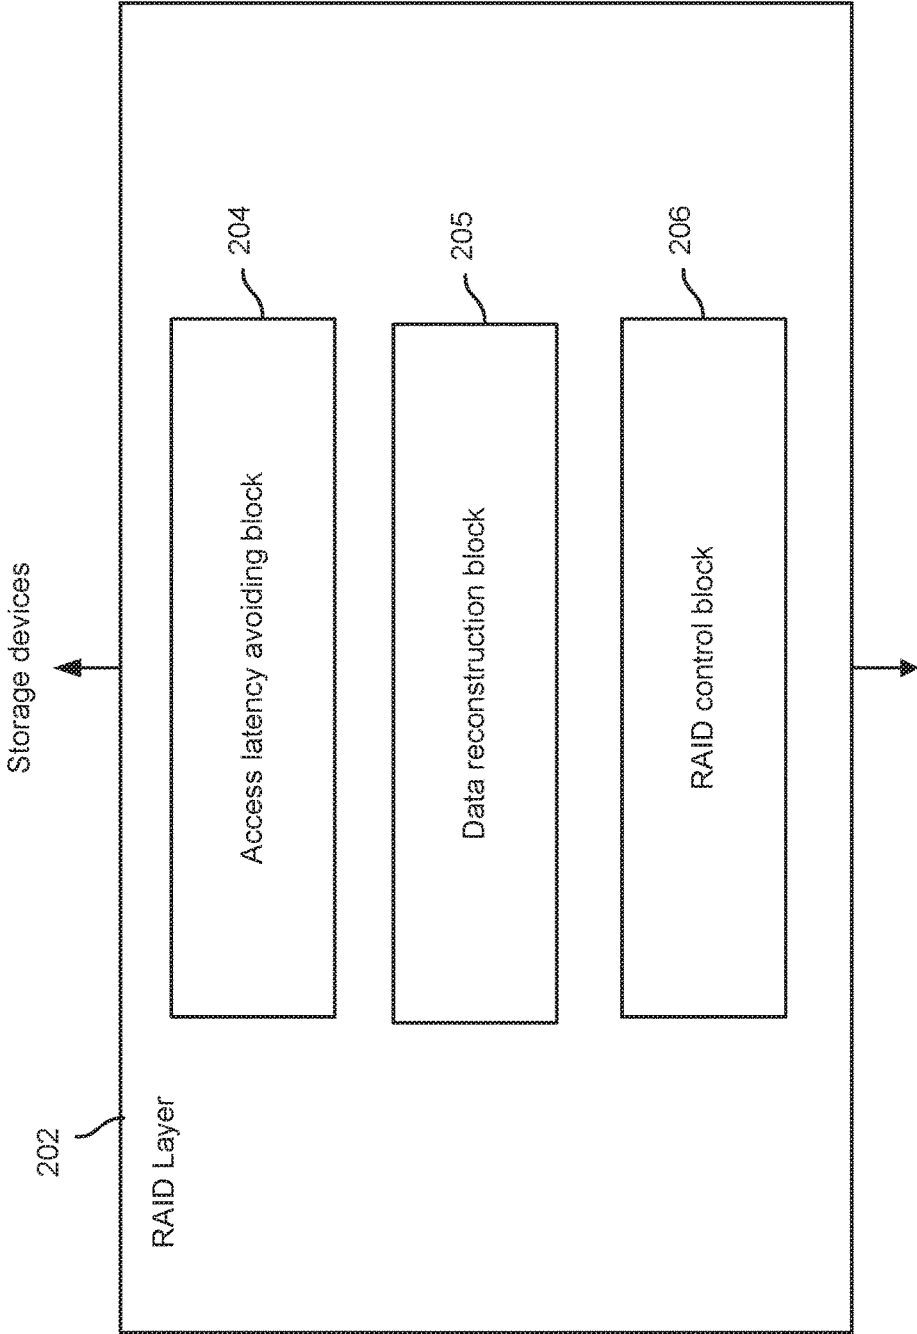 Storage devices
202
RAID Layer
Access latency avoiding block
204
Data reconstruction block
205
RAID control block
206